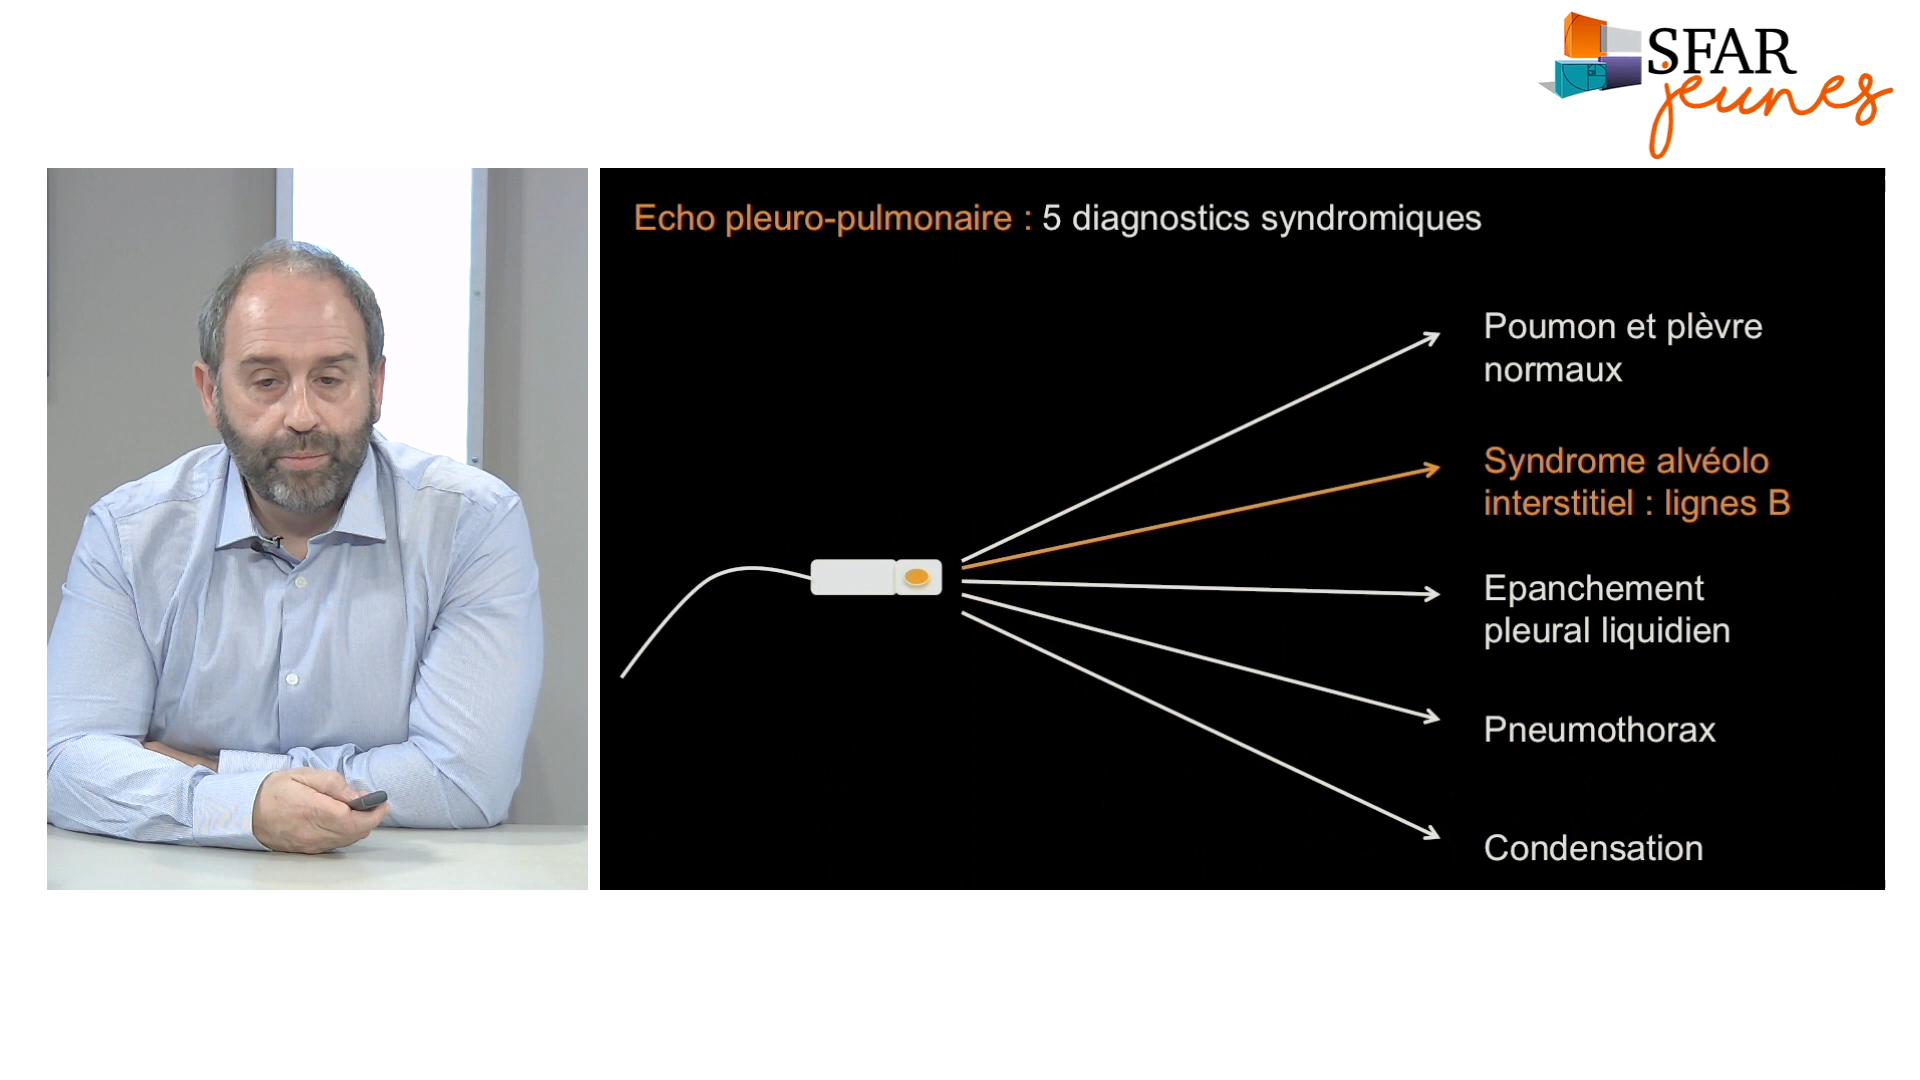 SFAR
jeunes
Echo pleuro-pulmonaire : 5 diagnostics syndromiques
Poumon et plèvre
normaux
Syndrome alvéolo
interstitiel : lignes B
Epanchement
pleural liquidien
Pneumothorax
Condensation